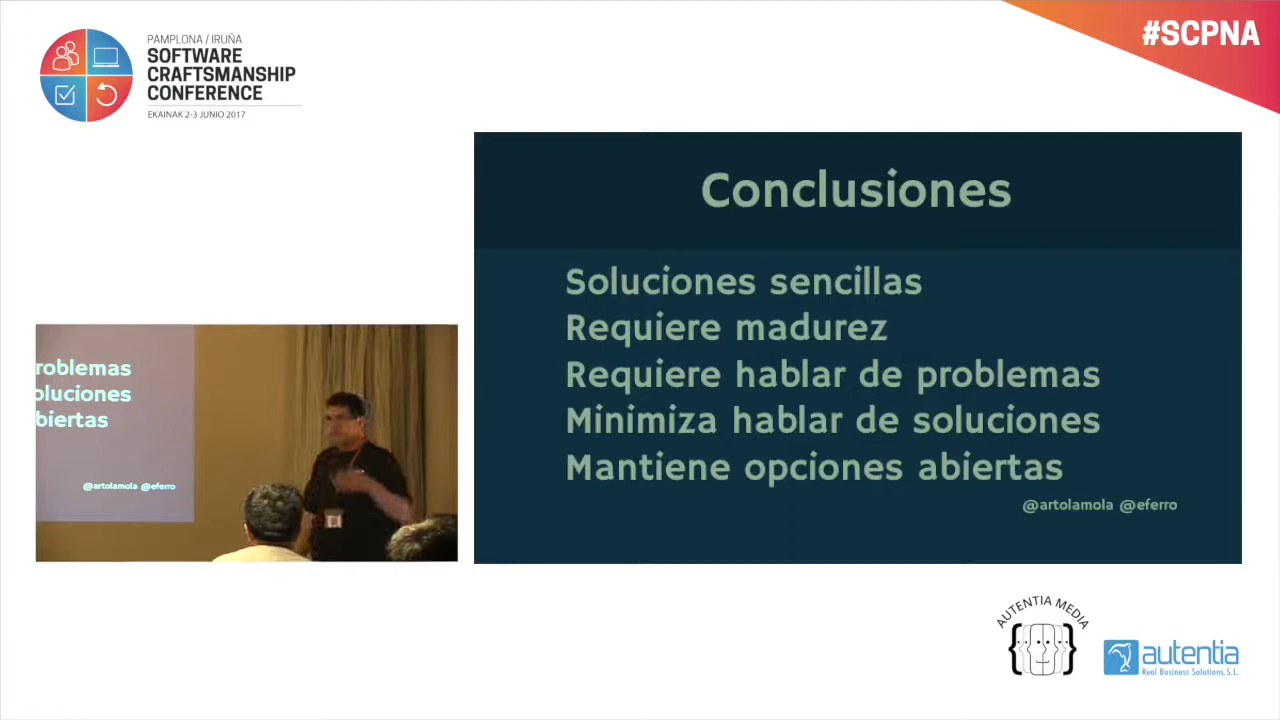 PAMPLONA / IRUÑA
SOFTWARE
CRAFTSMANSHIP
CONFERENCE
EKAINAK 2-3 JUNIO 2017
#SCPNA
Conclusiones
Soluciones sencillas
Requiere madurez
Requiere hablar de problemas
Minimiza hablar de soluciones
Mantiene opciones abiertas
@artolamola @eferro
roblemas
oluciones
biertas
@artolamola @eferro
AUTENTIA MEDIA
autentia
Real Business Solutions, S.L.